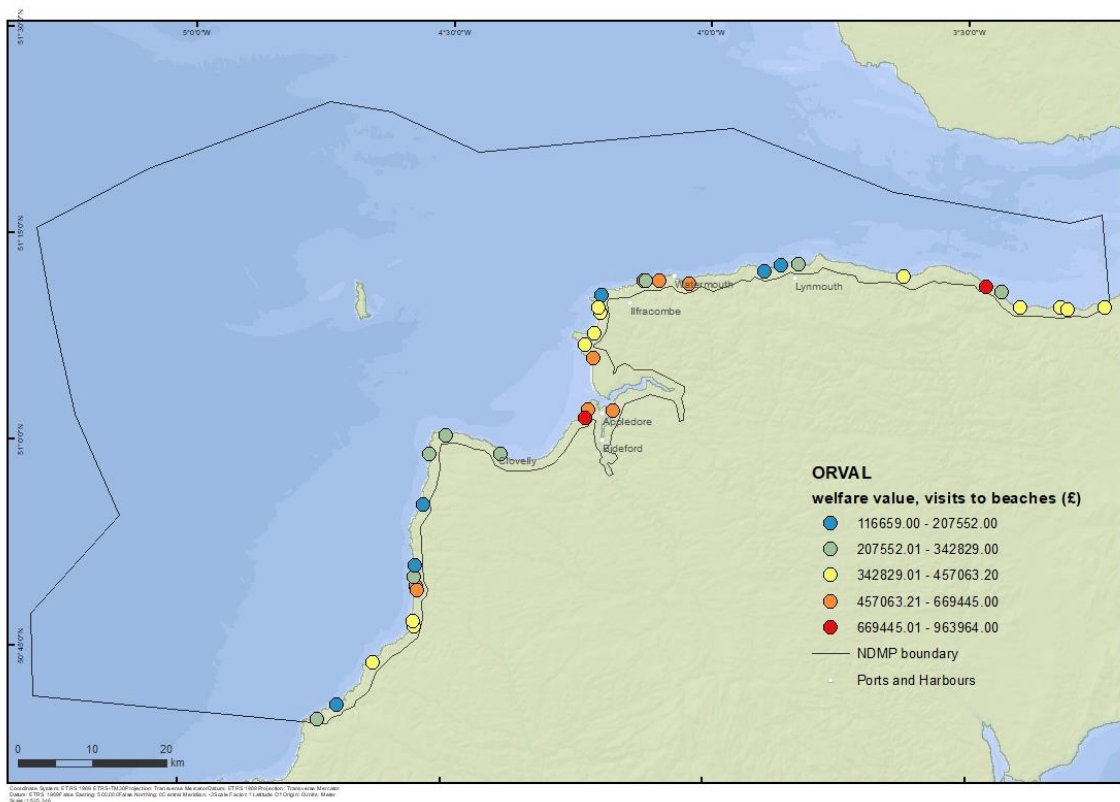 5°0'0"W
4°30'0"W
4°0'0"W
3°30'0"W
51°15'0"N
51°0'0"N
50°45'0"N
Watermouth
Lynmouth
Ilfracombe
Appledore
Bideford
Clovelly
ORVAL
welfare value, visits to beaches (£)
116659.00 - 207552.00
207552.01 - 342829.00
342829.01 - 457063.20
457063.21 - 669445.00
669445.01 - 963964.00
NDMP boundary
Ports and Harbours
0 10 20
km